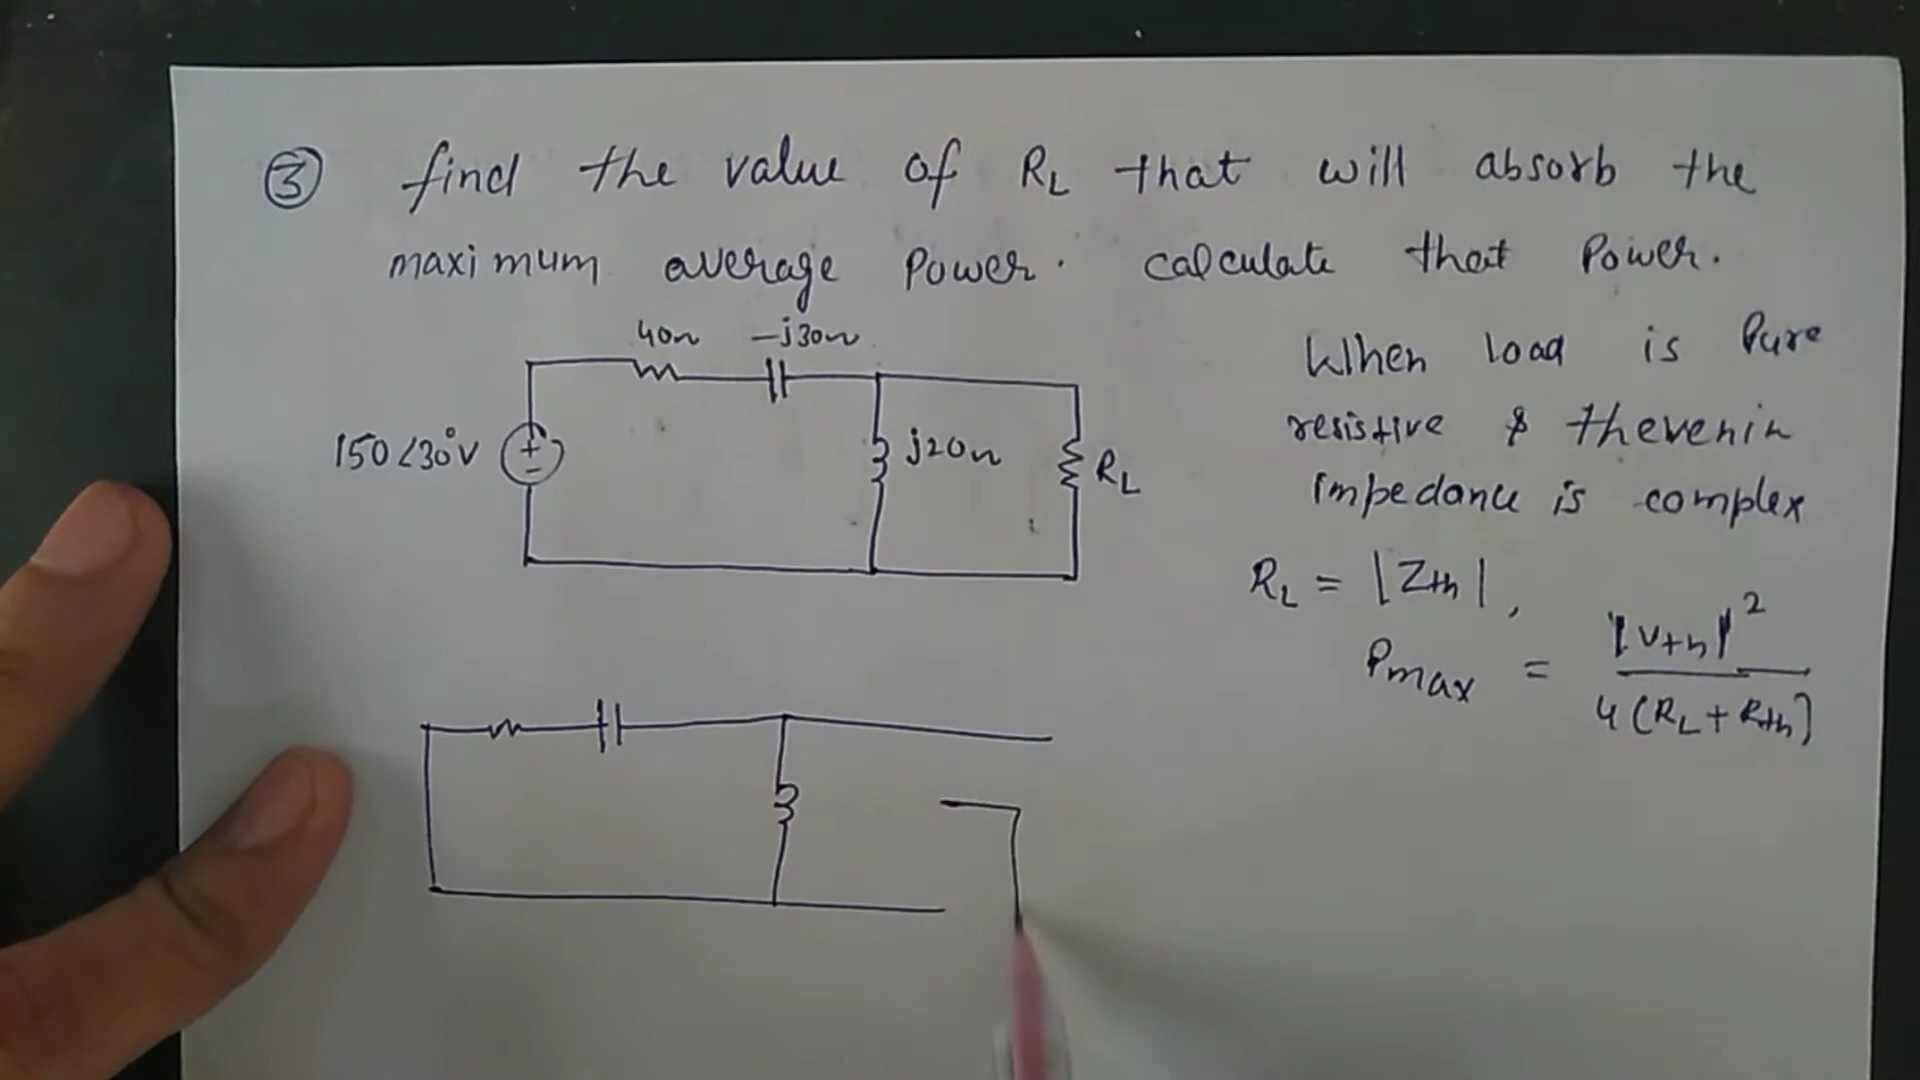 ③ find the value of RL that will absorb the
maximum average Power. calculate that Power.
40Ω -j30Ω
150<30°V
+
-
j20Ω
RL
When load is Pure
resistive & thevenin
impedance is complex
RL = |Zth|,
Pmax = |Vth|² / 4(RL+Rth)